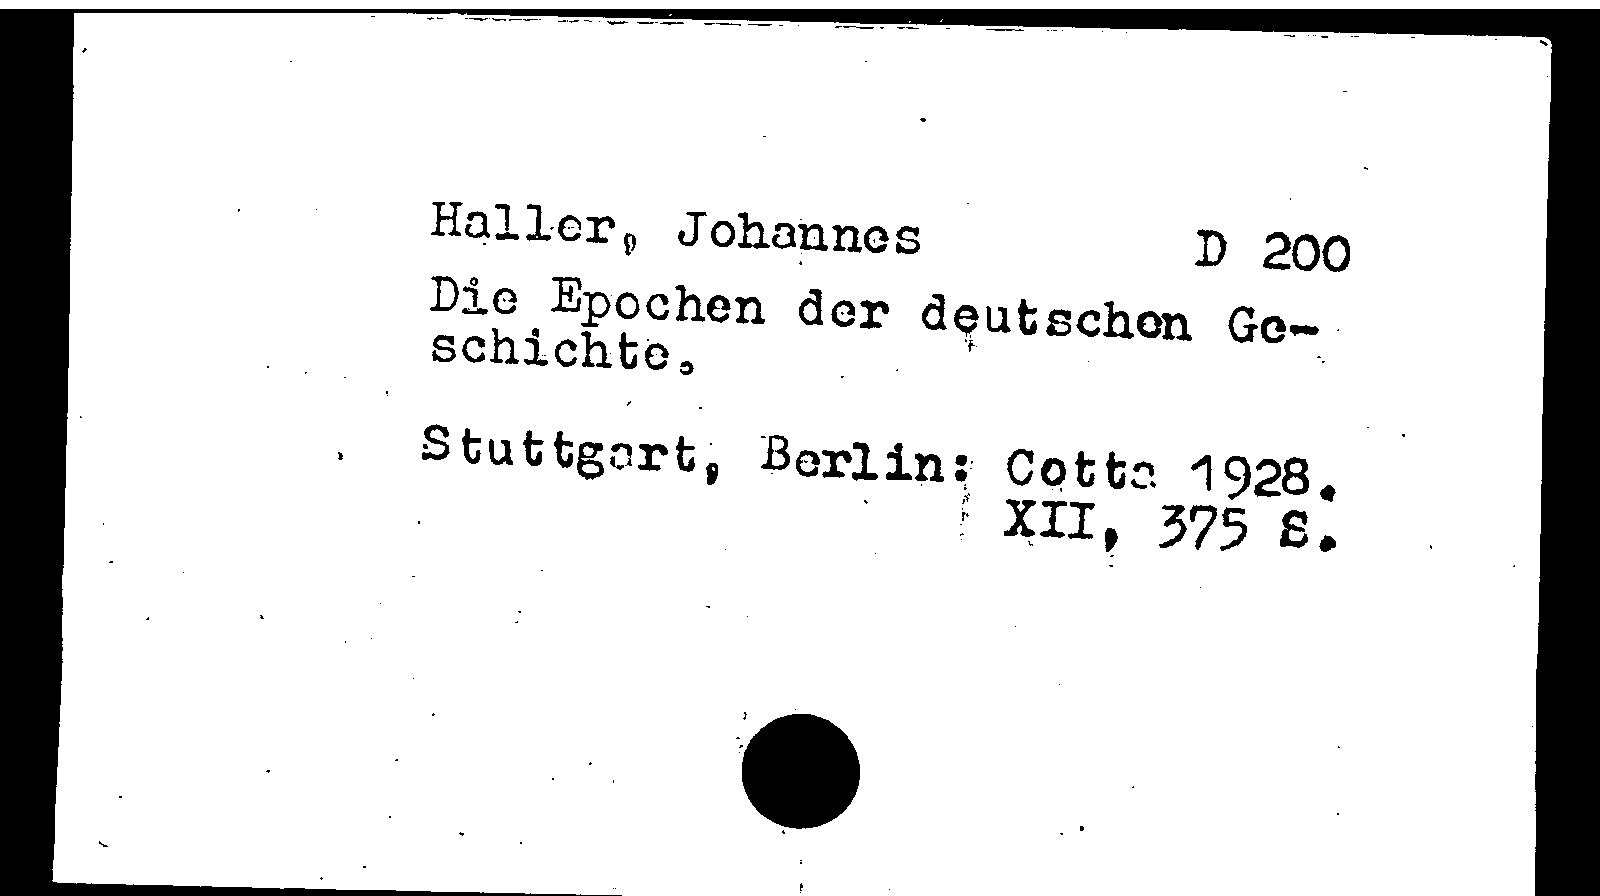 Haller, Johannes D 200
Die Epochen der deutschen Ge-
schichte.
Stuttgart, Berlin: Cotta 1928.
XII, 375 S.